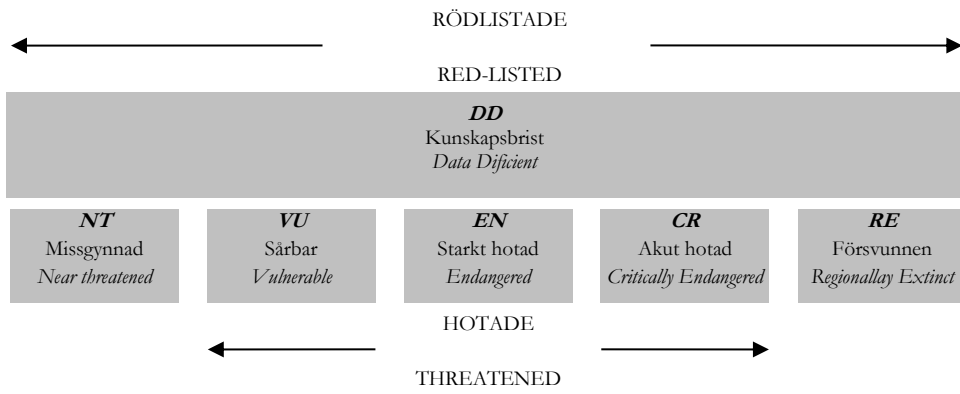 RÖDLISTADE
RED-LISTED
DD
Kunskapsbrist
Data Dificient
NT
Missgynnad
Near threatened
VU
Sårbar
Vulnerable
EN
Starkt hotad
Endangered
CR
Akut hotad
Critically Endangered
RE
Försvunnen
Regionallay Extinct
HOTADE
THREATENED